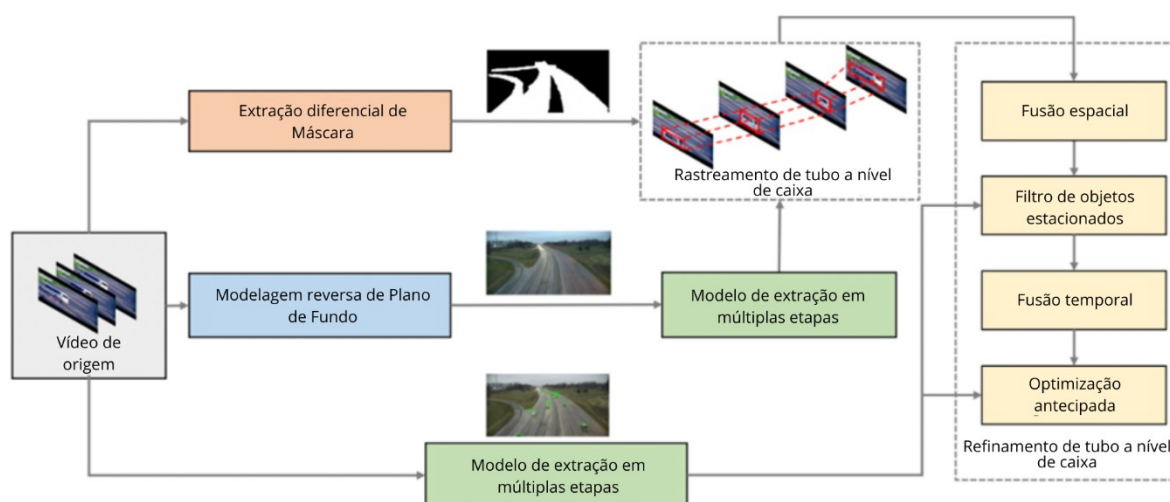 Extração diferencial de
Máscara
Rastreamento de tubo a nível
de caixa
Fusão espacial
Filtro de objetos
estacionados
Vídeo de
origem
Modelagem reversa de Plano
de Fundo
Modelo de extração em
múltiplas etapas
Fusão temporal
Optimização
antecipada
Modelo de extração em
múltiplas etapas
Refinamento de tubo a nível
de caixa